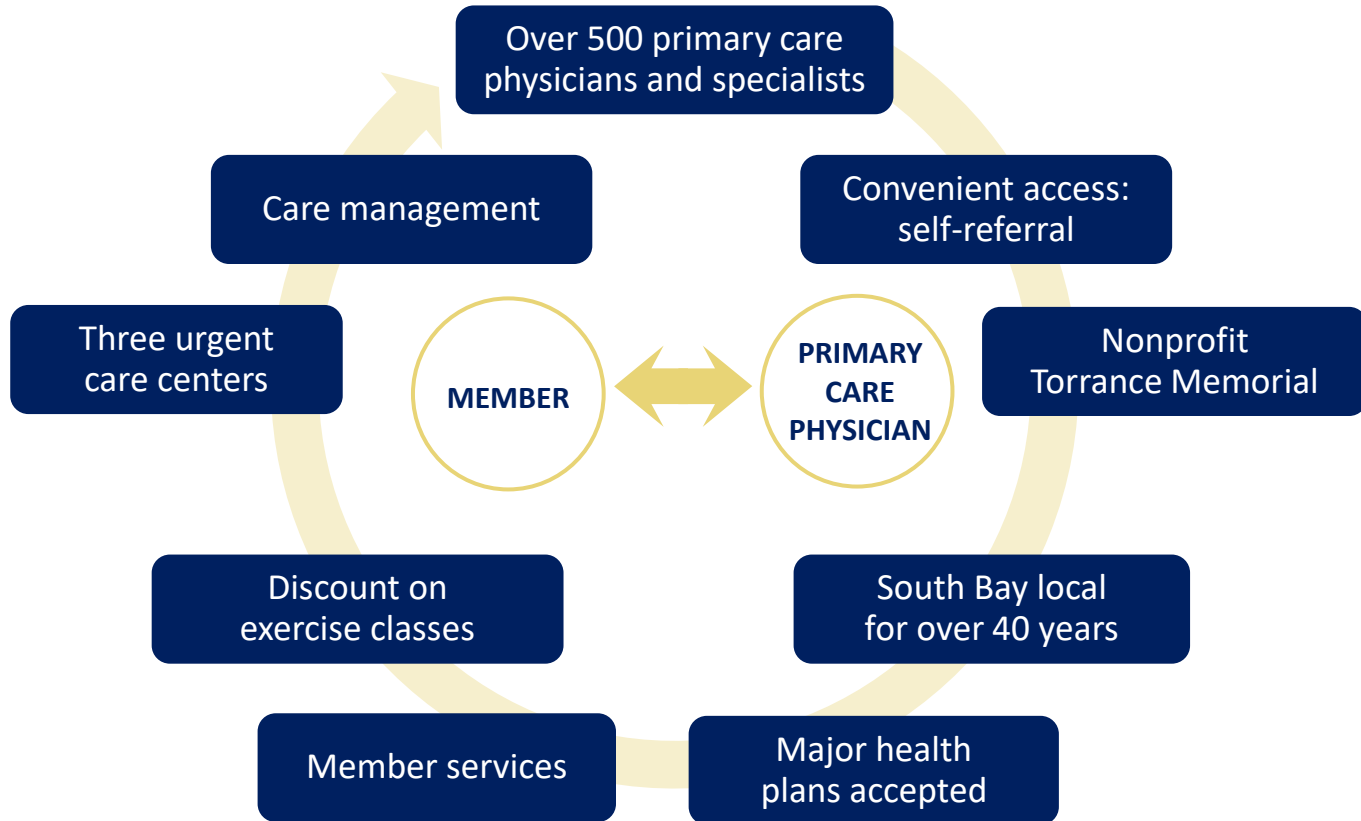 Over 500 primary care
physicians and specialists
Convenient access:
self-referral
Nonprofit
Torrance Memorial
South Bay local
for over 40 years
Major health
plans accepted
Member services
Discount on
exercise classes
Three urgent
care centers
Care management
MEMBER
PRIMARY
CARE
PHYSICIAN